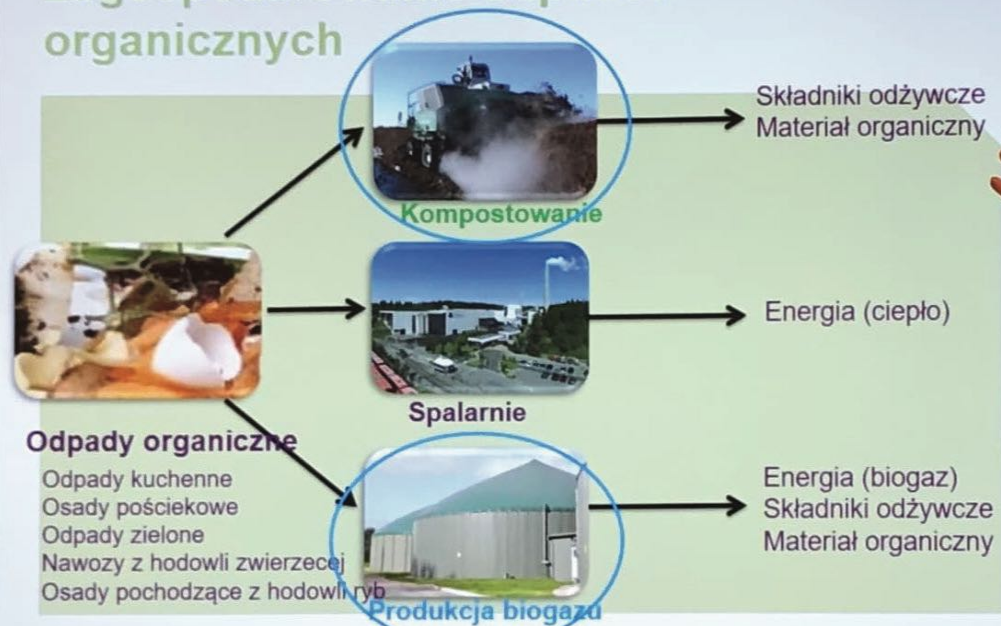 organicznych
Składniki odżywcze
Materiał organiczny
Kompostowanie
Energia (ciepło)
Spalarnie
Odpady organiczne
Odpady kuchenne
Osady pościekowe
Odpady zielone
Nawozy z hodowli zwierzecej
Osady pochodzące z hodowli ryb
Energia (biogaz)
Składniki odżywcze
Materiał organiczny
Produkcja biogazu